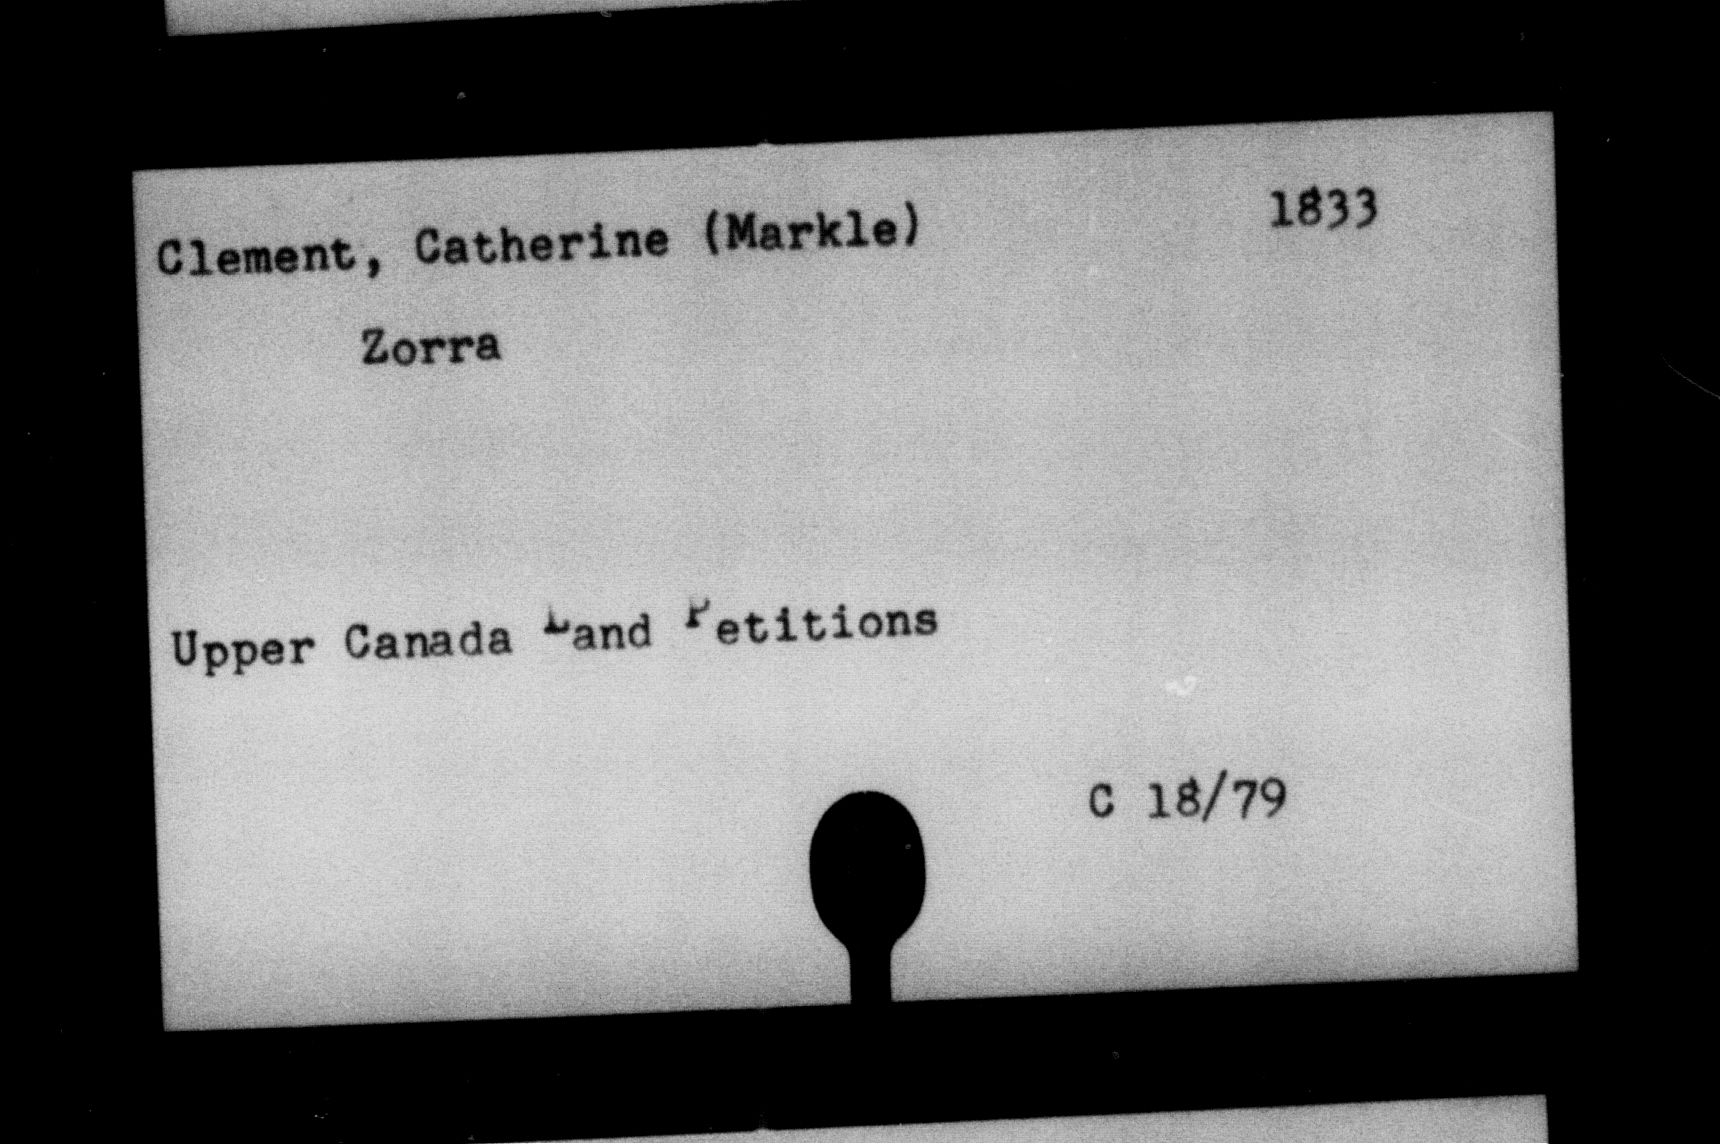 Clement, Catherine (Markle) 1833
Zorra
Upper Canada Land Petitions
C 18/79